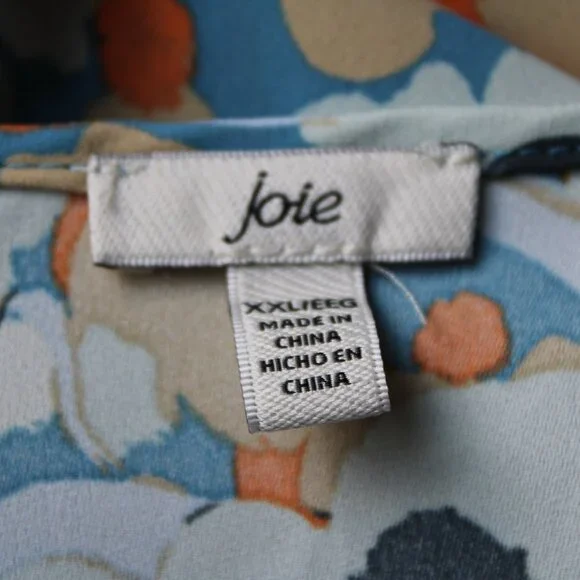 joie
XXL/EEG
MADE IN
CHINA
HICHO EN
CHINA